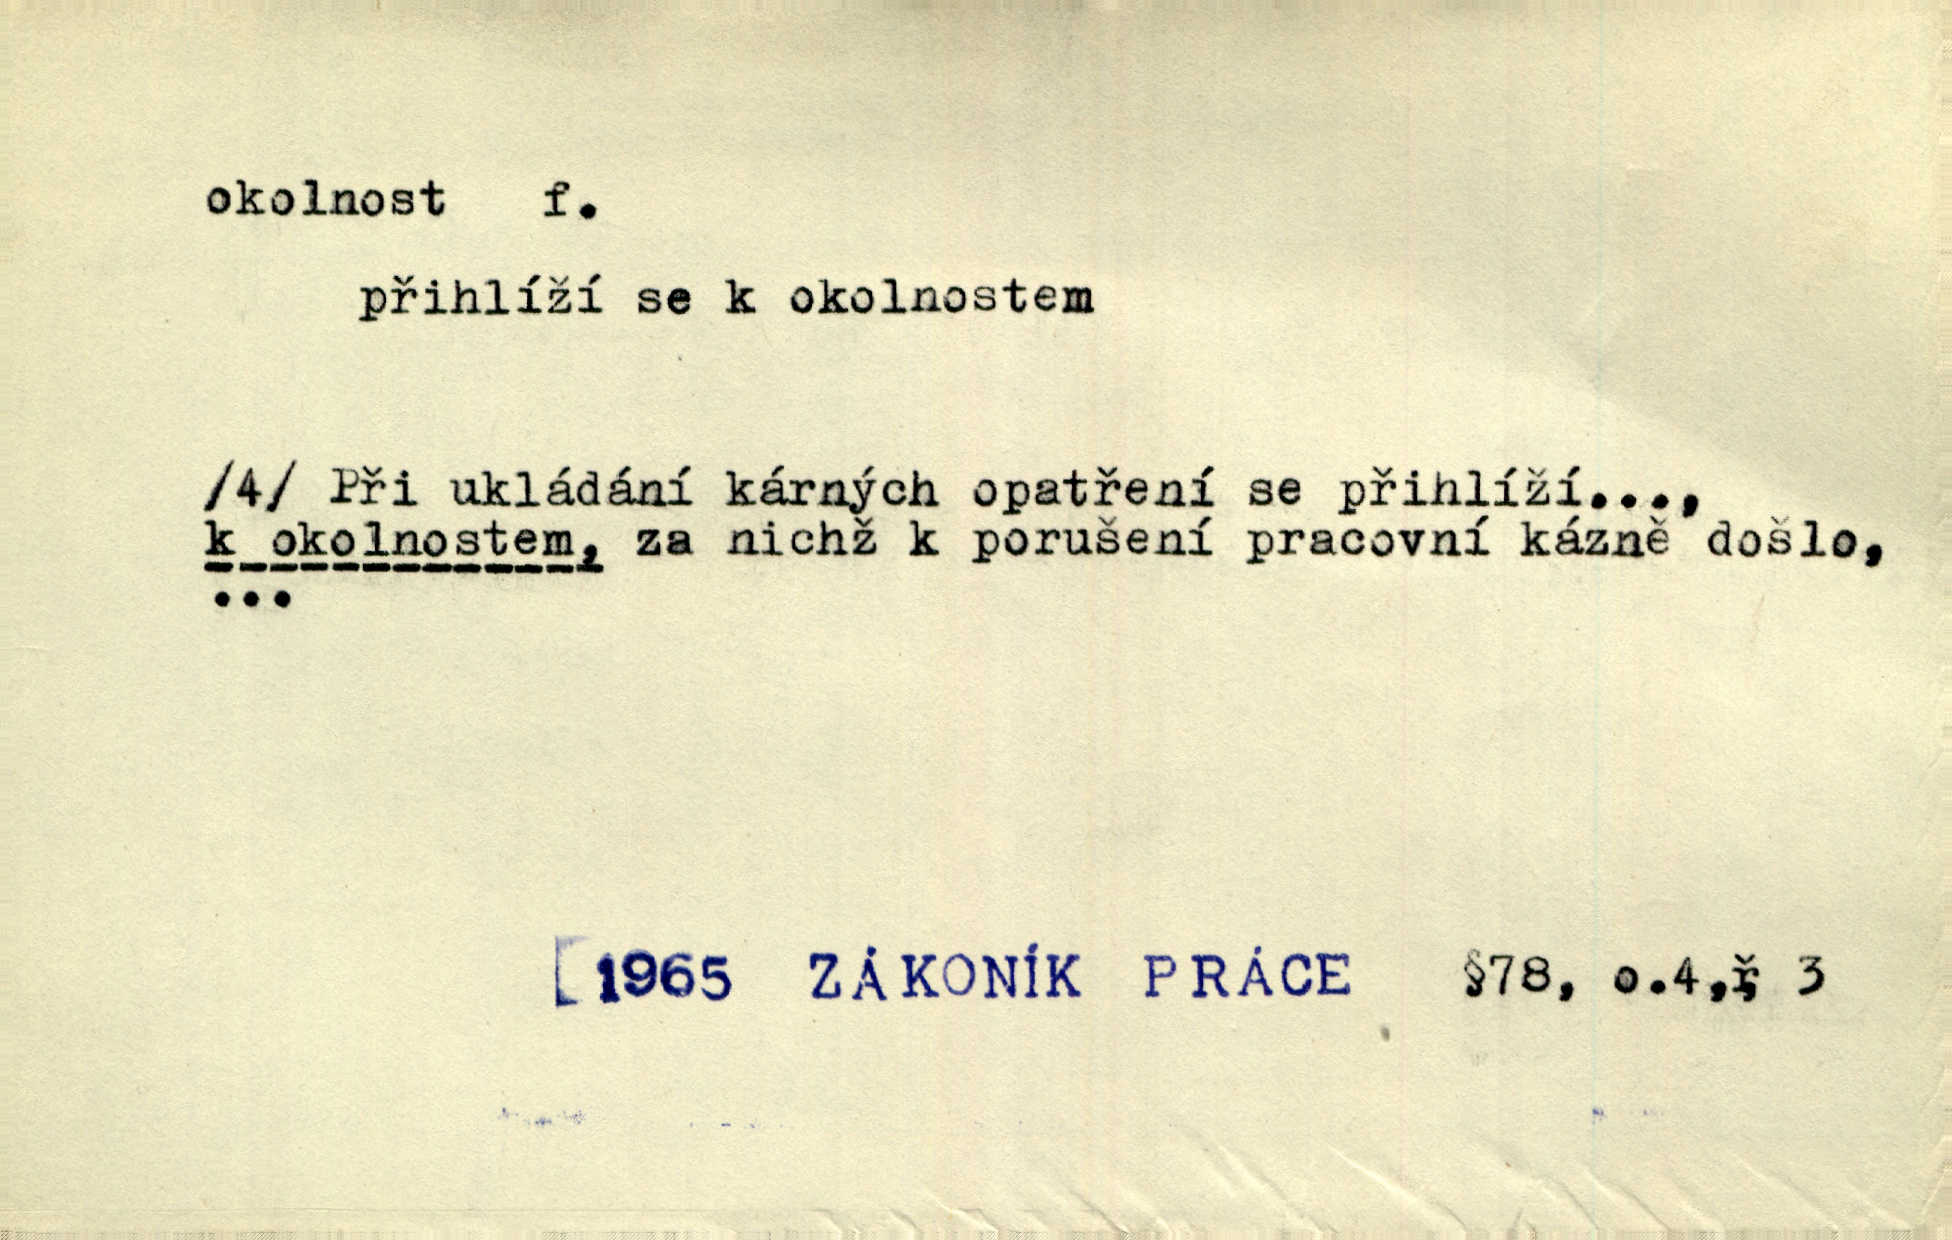 okolnost f.
přihlíží se k okolnostem
/4/ Při ukládání kárných opatření se přihlíží...,
k okolnostem, za nichž k porušení pracovní kázně došlo,
...
[1965 ZÁKONÍK PRÁCE §78, o.4,ř, 3